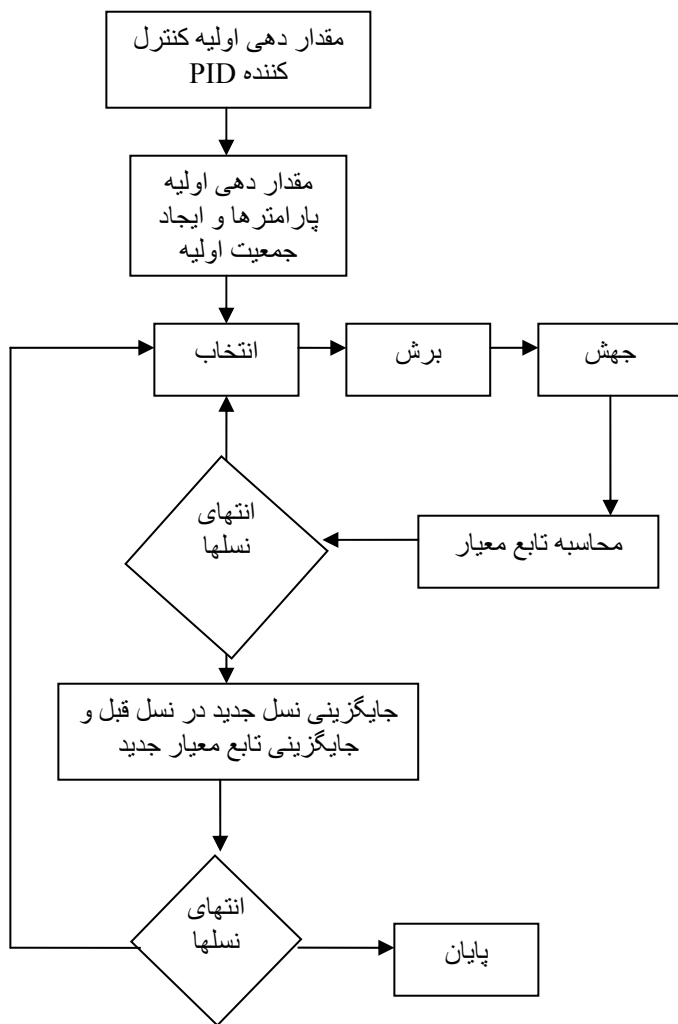 مقدار دهی اولیه کنترل
کننده PID
مقدار دهی اولیه
پارامترها و ایجاد
جمعیت اولیه
انتخاب
برش
جهش
انتهای
نسلها
محاسبه تابع معیار
جایگزینی نسل جدید در نسل قبل و
جایگزینی تابع معیار جدید
انتهای
نسلها
پایان